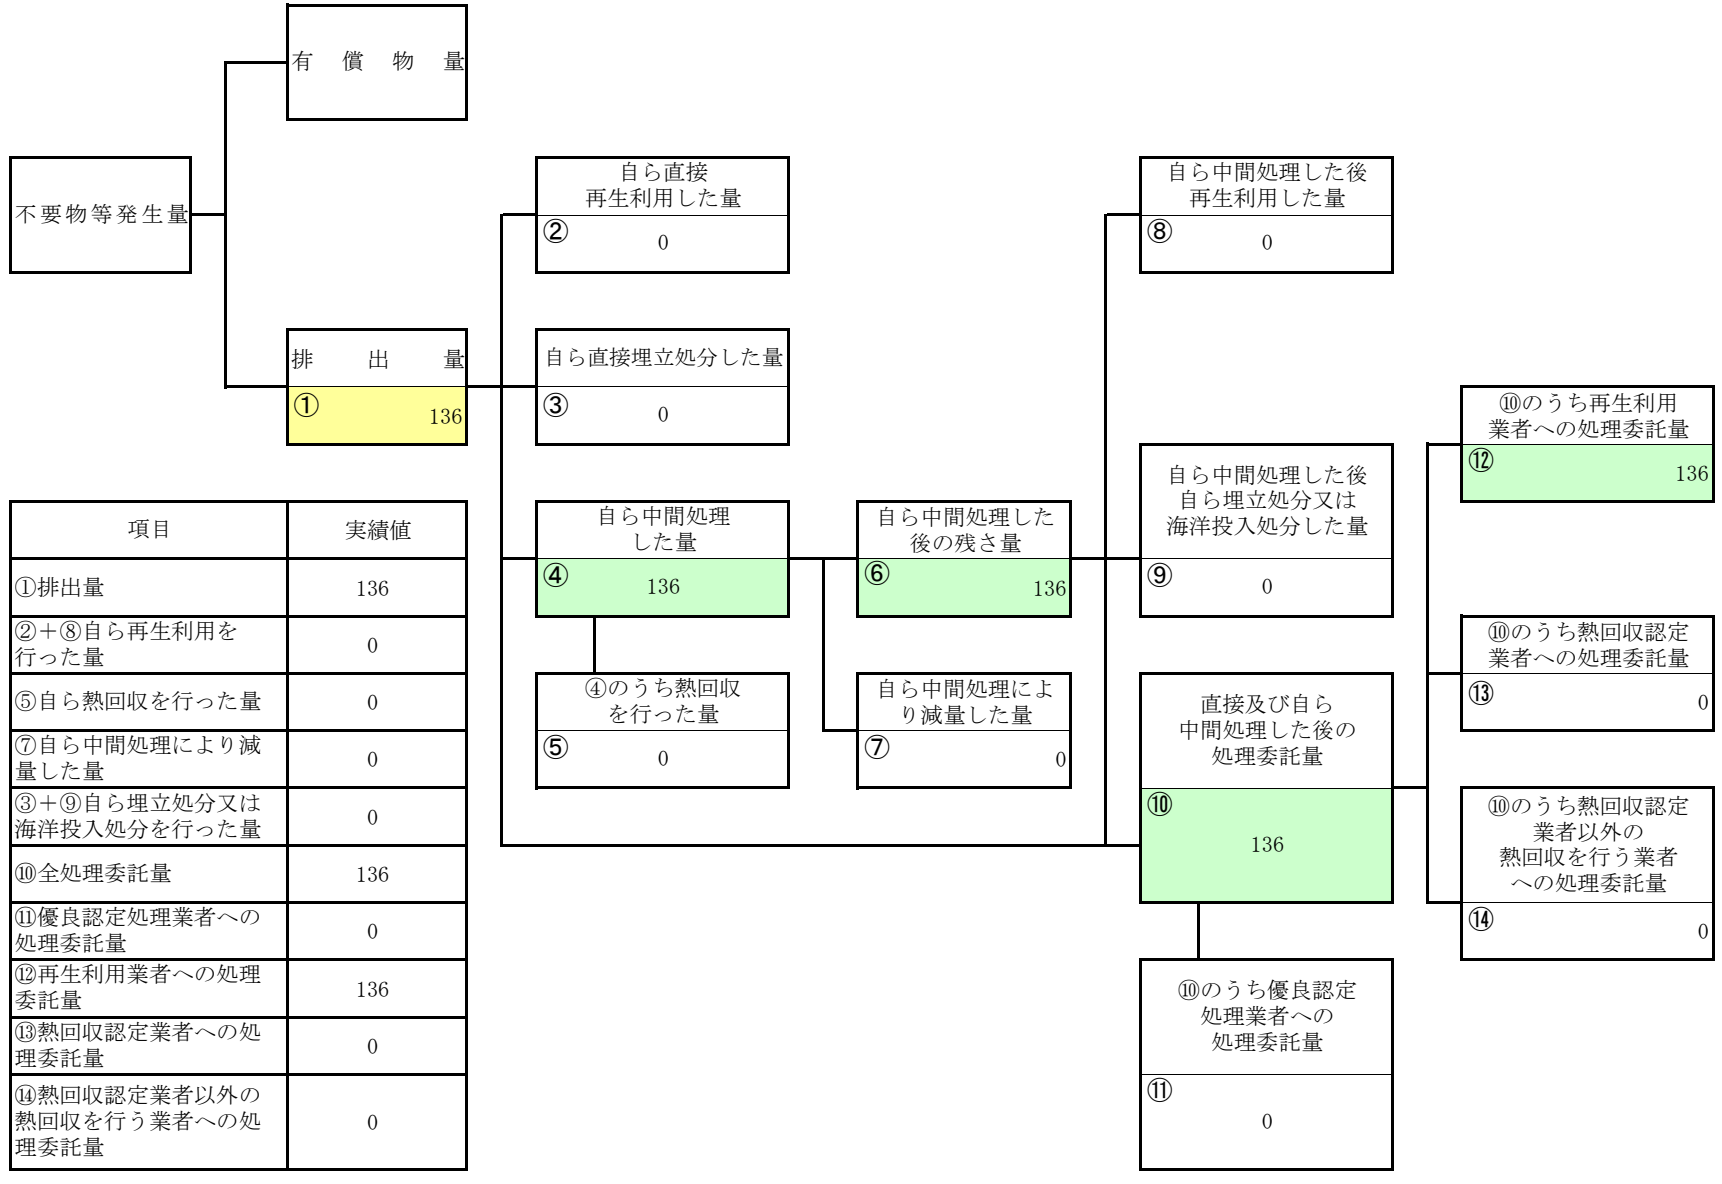 有償物量
不要物等発生量
排出量
①
136
自ら直接
再生利用した量
②
0
自ら直接埋立処分した量
③
0
自ら中間処理
した量
④
136
④のうち熱回収
を行った量
⑤
0
自ら中間処理した
後の残さ量
⑥
136
自ら中間処理によ
り減量した量
⑦
0
自ら中間処理した後
再生利用した量
⑧
0
自ら中間処理した後
自ら埋立処分又は
海洋投入処分した量
⑨
0
直接及び自ら
中間処理した後の
処理委託量
⑩
136
⑩のうち優良認定
処理業者への
処理委託量
⑪
0
⑩のうち再生利用
業者への処理委託量
⑫
136
⑩のうち熱回収認定
業者への処理委託量
⑬
0
⑩のうち熱回収認定
業者以外の
熱回収を行う業者
への処理委託量
⑭
0
項目 実績値
①排出量 136
②＋⑧自ら再生利用を
行った量 0
⑤自ら熱回収を行った量 0
⑦自ら中間処理により減
量した量 0
③＋⑨自ら埋立処分又は
海洋投入処分を行った量 0
⑩全処理委託量 136
⑪優良認定処理業者への
処理委託量 0
⑫再生利用業者への処理
委託量 136
⑬熱回収認定業者への処
理委託量 0
⑭熱回収認定業者以外の
熱回収を行う業者への処
理委託量 0